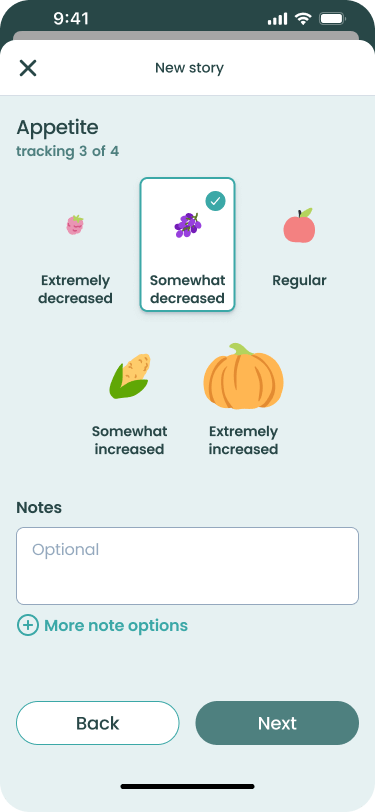 9:41
New story
Appetite
tracking 3 of 4
Extremely
decreased
Somewhat
decreased
Regular
Somewhat
increased
Extremely
increased
Notes
Optional
More note options
Back
Next